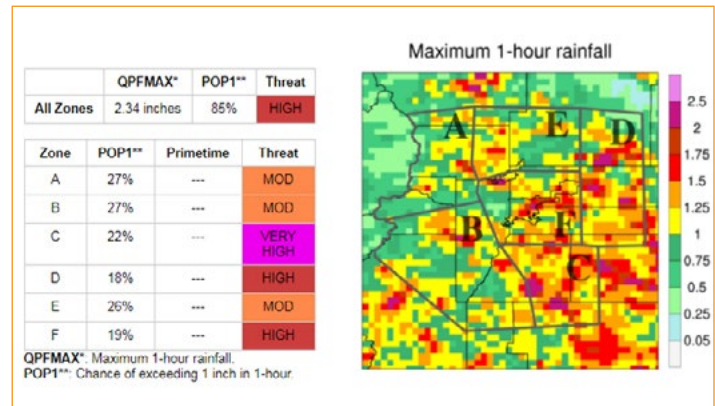 QPFMAX* POP1** Threat
All Zones 2.34 inches 85% HIGH
Zone POP1** Primetime Threat
A 27% --- MOD
B 27% --- MOD
C 22% --- VERY HIGH
D 18% --- HIGH
E 26% --- MOD
F 19% --- HIGH
QPFMAX*. Maximum 1-hour rainfall.
POP1**: Chance of exceeding 1 inch in 1-hour.
Maximum 1-hour rainfall
A E D
B F
C
2.5
2
1.75
1.5
1.25
1
0.75
0.5
0.25
0.05